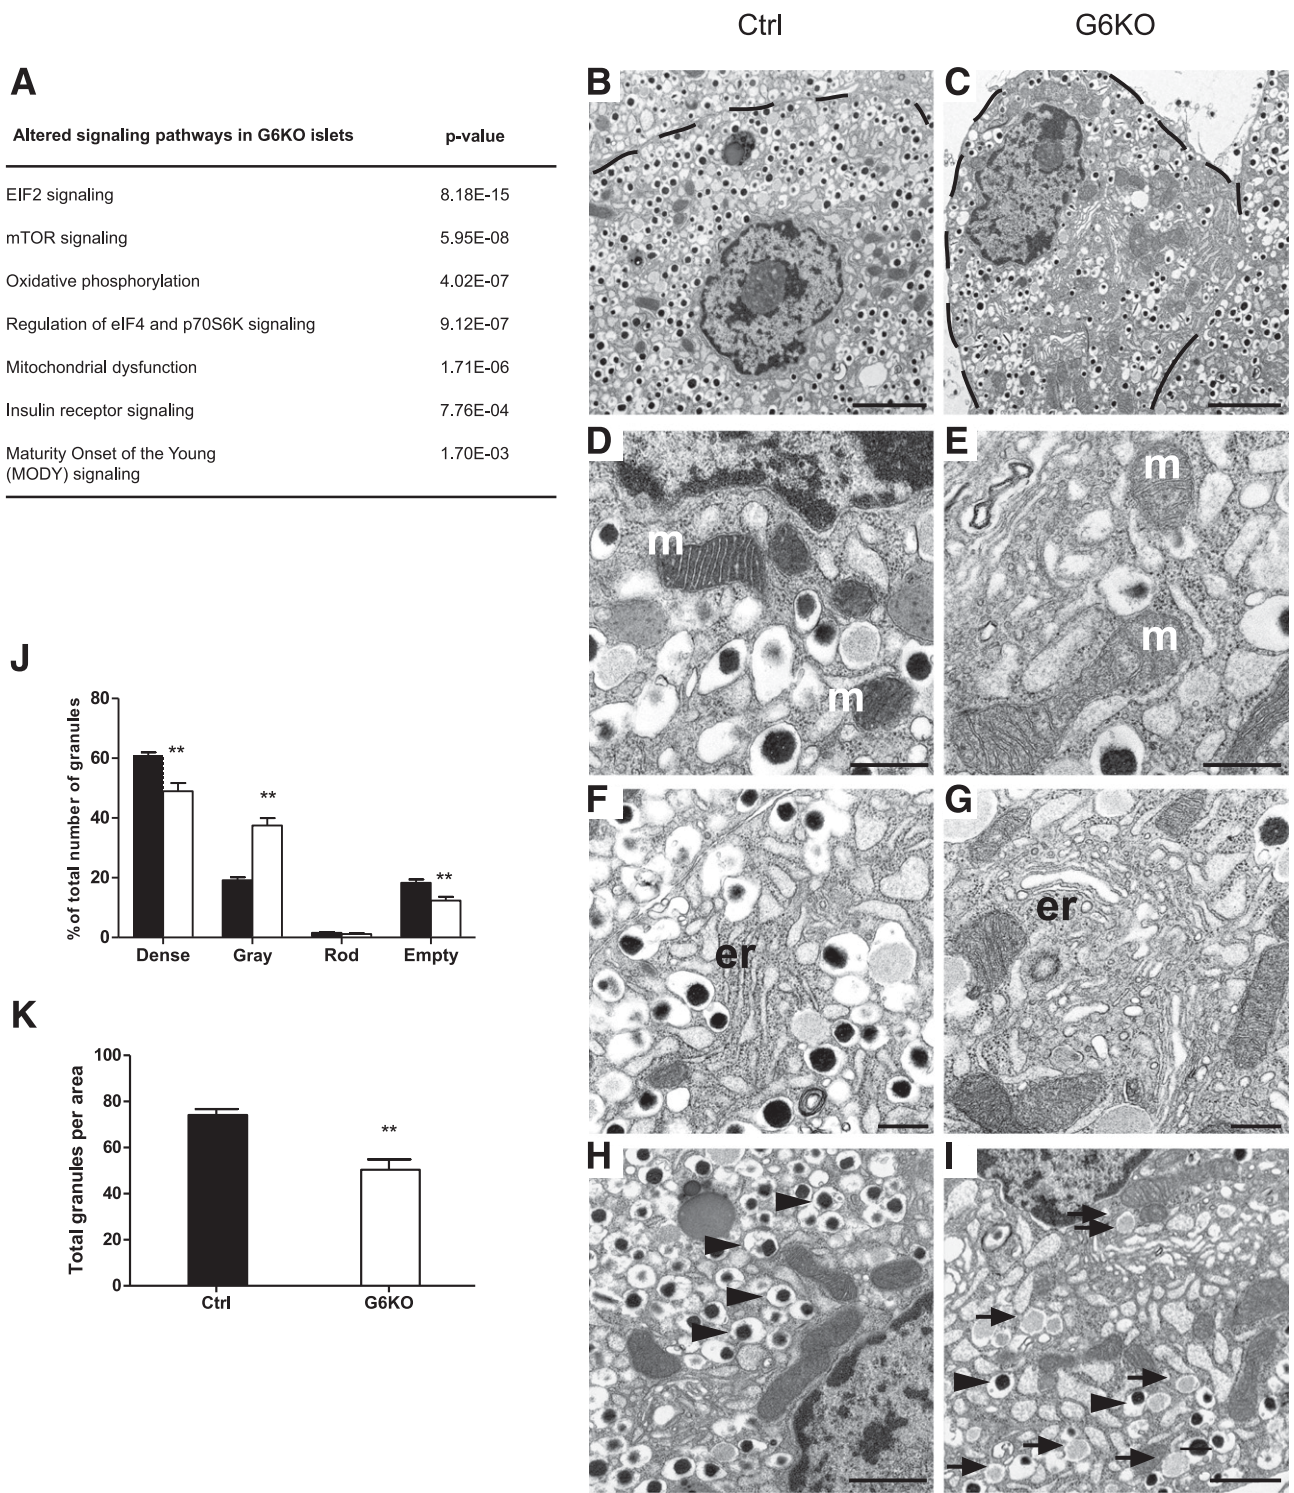 Ctrl
G6KO
A
Altered signaling pathways in G6KO islets p-value
EIF2 signaling 8.18E-15
mTOR signaling 5.95E-08
Oxidative phosphorylation 4.02E-07
Regulation of eIF4 and p70S6K signaling 9.12E-07
Mitochondrial dysfunction 1.71E-06
Insulin receptor signaling 7.76E-04
Maturity Onset of the Young 1.70E-03
(MODY) signaling
B
C
D
m
m
E
m
m
F
er
G
er
H
I
J
% of total number of granules
80
60
40
20
0
**
**
**
Dense Gray Rod Empty
K
Total granules per area
100
80
60
40
20
0
**
Ctrl G6KO